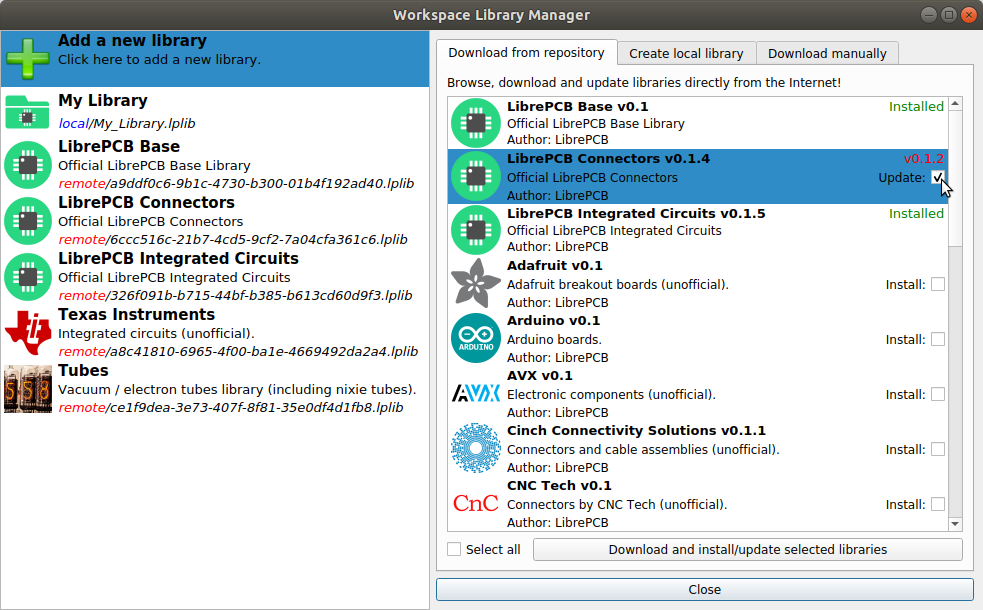 Workspace Library Manager
Add a new library
Click here to add a new library.
My Library
local/My_Library.lplib
LibrePCB Base
Official LibrePCB Base Library
remote/a9ddf0c6-9b1c-4730-b300-01b4f192ad40.lplib
LibrePCB Connectors
Official LibrePCB Connectors
remote/6ccc516c-21b7-4cd5-9cf2-7a04cfa361c6.lplib
LibrePCB Integrated Circuits
Official LibrePCB Integrated Circuits
remote/326f091b-b715-44bf-b385-b613cd60d9f3.lplib
Texas Instruments
Integrated circuits (unofficial).
remote/a8c41810-6965-4f00-ba1e-4669492da2a4.lplib
Tubes
Vacuum / electron tubes library (including nixie tubes).
remote/ce1f9dea-3e73-407f-8f81-35e0df4d1fb8.lplib
Download from repository
Create local library
Download manually
Browse, download and update libraries directly from the Internet!
LibrePCB Base v0.1 Installed
Official LibrePCB Base Library
Author: LibrePCB
LibrePCB Connectors v0.1.4 v0.1.2
Official LibrePCB Connectors Update:
Author: LibrePCB
LibrePCB Integrated Circuits v0.1.5 Installed
Official LibrePCB Integrated Circuits
Author: LibrePCB
Adafruit v0.1
Adafruit breakout boards (unofficial). Install:
Author: LibrePCB
ARDUINO
Arduino v0.1
Arduino boards. Install:
Author: LibrePCB
AVX
AVX v0.1
Electronic components (unofficial). Install:
Author: LibrePCB
Cinch Connectivity Solutions v0.1.1
Connectors and cable assemblies (unofficial). Install:
Author: LibrePCB
CnC
CNC Tech v0.1
Connectors by CNC Tech (unofficial). Install:
Author: LibrePCB
Select all
Download and install/update selected libraries
Close